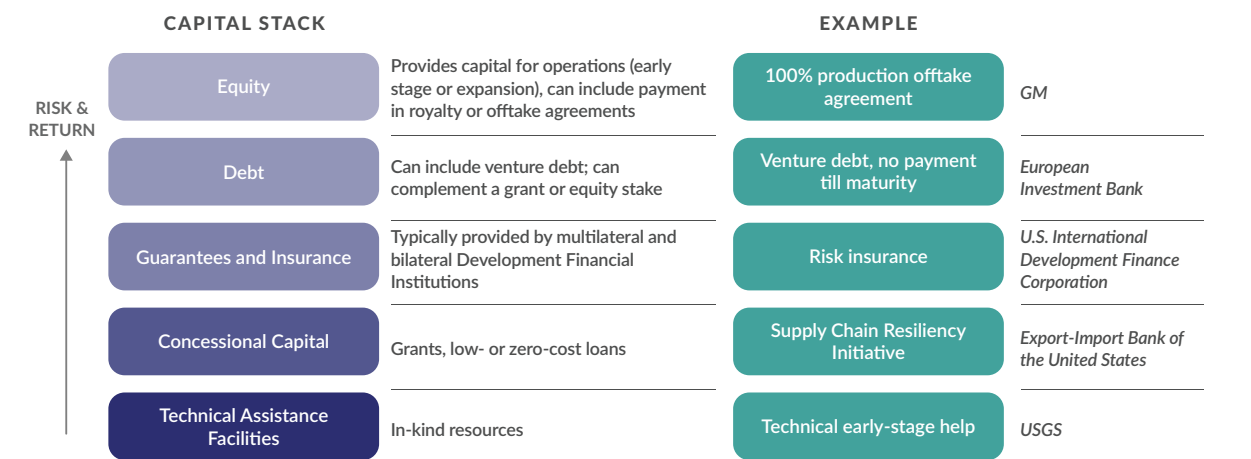 CAPITAL STACK
EXAMPLE
RISK &
RETURN
Equity
Provides capital for operations (early
stage or expansion), can include payment
in royalty or offtake agreements
100% production offtake
agreement
GM
Debt
Can include venture debt; can
complement a grant or equity stake
Venture debt, no payment
till maturity
European
Investment Bank
Guarantees and Insurance
Typically provided by multilateral and
bilateral Development Financial
Institutions
Risk insurance
U.S. International
Development Finance
Corporation
Concessional Capital
Grants, low- or zero-cost loans
Supply Chain Resiliency
Initiative
Export-Import Bank of
the United States
Technical Assistance
Facilities
In-kind resources
Technical early-stage help
USGS